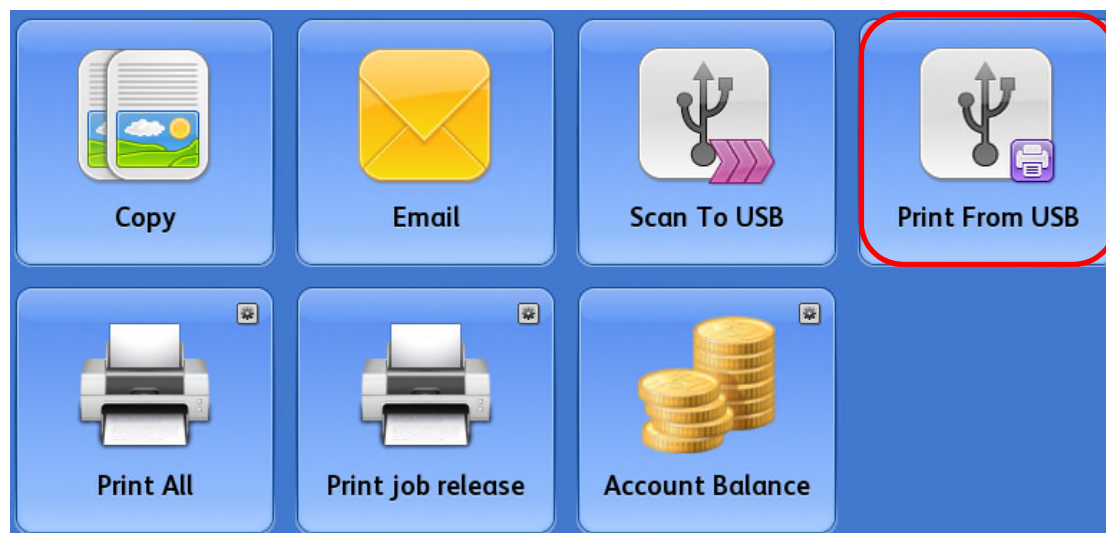 Copy
Email
Scan To USB
Print From USB
Print All
Print job release
Account Balance